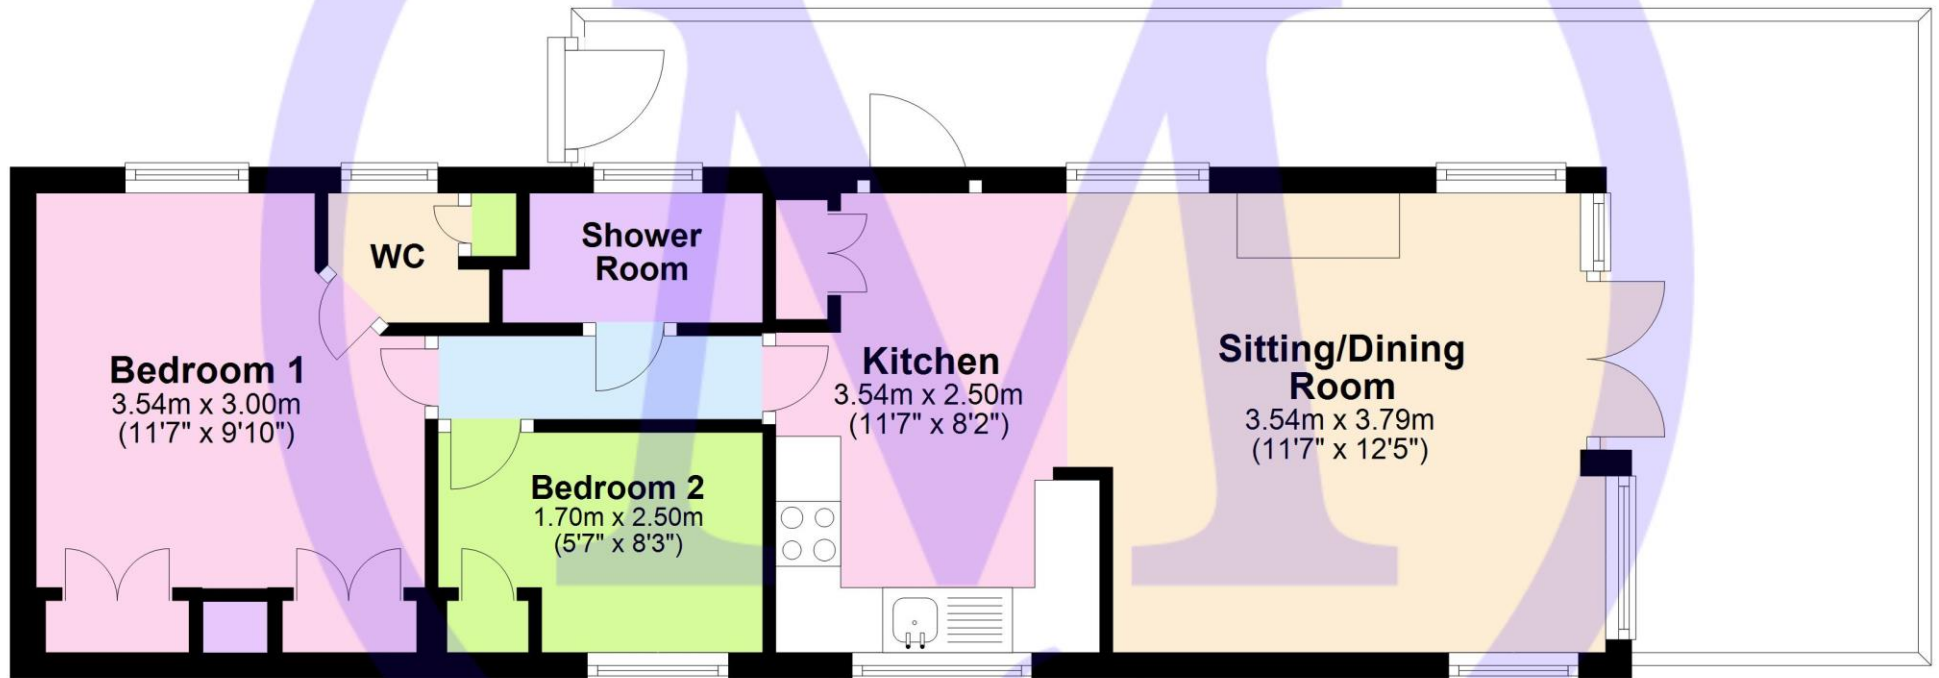 WC
Shower
Room
Bedroom 1
3.54m x 3.00m
(11'7" x 9'10")
Kitchen
3.54m x 2.50m
(11'7" x 8'2")
Sitting/Dining
Room
3.54m x 3.79m
(11'7" x 12'5")
Bedroom 2
1.70m x 2.50m
(5'7" x 8'3")
M